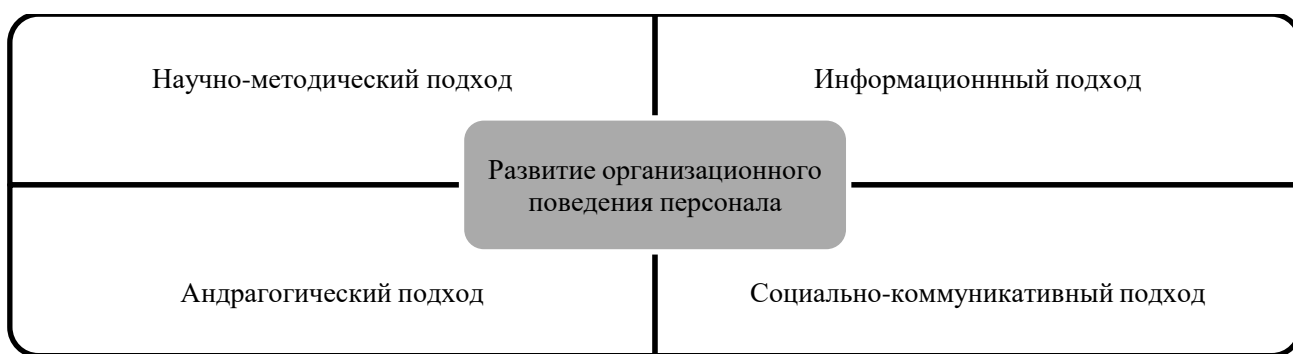 Научно-методический подход
Информационнный подход
Развитие организационного
поведения персонала
Андрагогический подход
Социально-коммуникативный подход